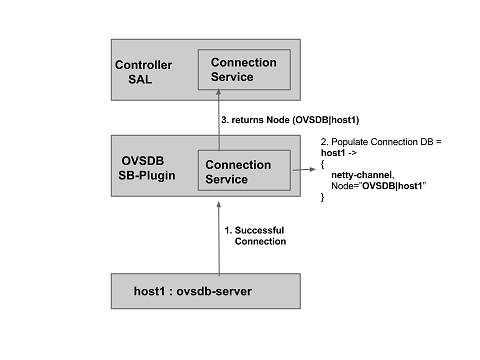 Controller
SAL
Connection
Service
3. returns Node (OVSDB|host1)
OVSDB
SB-Plugin
Connection
Service
2. Populate Connection DB =
host1 ->
{
netty-channel,
Node="OVSDB|host1"
}
1. Successful
Connection
host1 : ovsdb-server